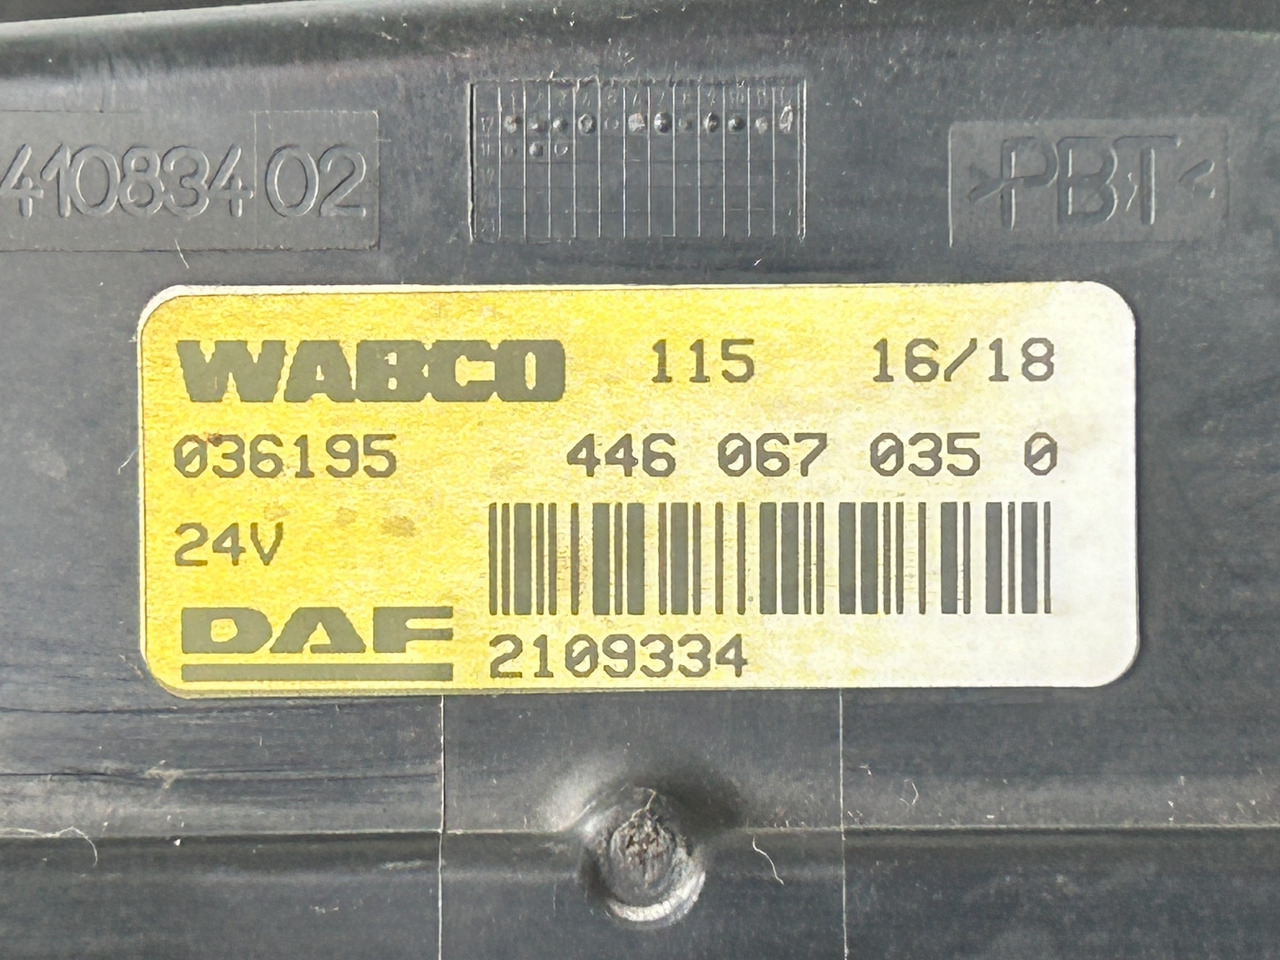 41083402
>PBT<
WABCO 115 16/18
036195 446 067 035 0
24V
DAF 2109334